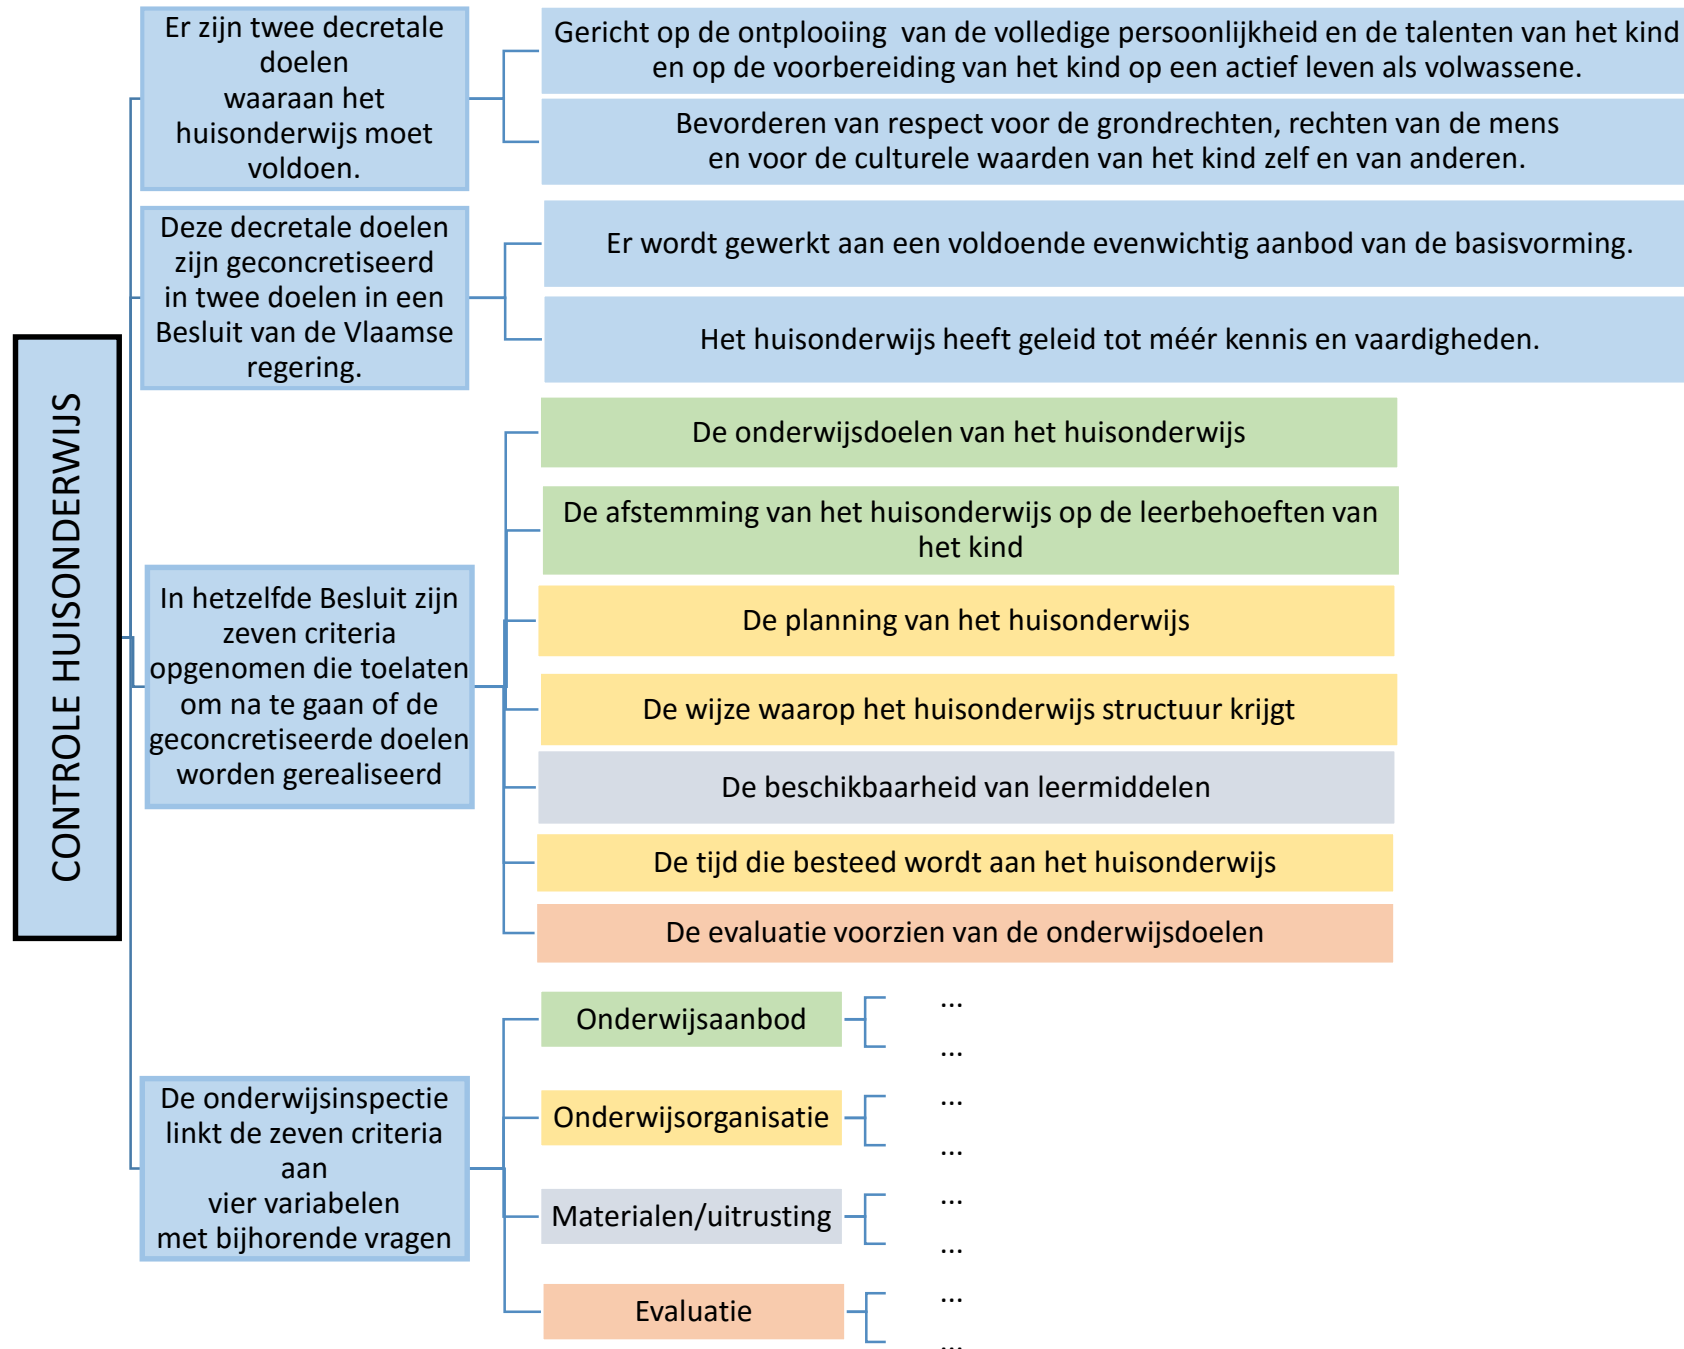 CONTROLE HUISONDERWIJS
Er zijn twee decretale
doelen
waaraan het
huisonderwijs moet
voldoen.
Gericht op de ontplooiing  van de volledige persoonlijkheid en de talenten van het kind
en op de voorbereiding van het kind op een actief leven als volwassene.
Bevorderen van respect voor de grondrechten, rechten van de mens
en voor de culturele waarden van het kind zelf en van anderen.
Deze decretale doelen
zijn geconcretiseerd
in twee doelen in een
Besluit van de Vlaamse
regering.
Er wordt gewerkt aan een voldoende evenwichtig aanbod van de basisvorming.
Het huisonderwijs heeft geleid tot méér kennis en vaardigheden.
In hetzelfde Besluit zijn
zeven criteria
opgenomen die toelaten
om na te gaan of de
geconcretiseerde doelen
worden gerealiseerd
De onderwijsdoelen van het huisonderwijs
De afstemming van het huisonderwijs op de leerbehoeften van
het kind
De planning van het huisonderwijs
De wijze waarop het huisonderwijs structuur krijgt
De beschikbaarheid van leermiddelen
De tijd die besteed wordt aan het huisonderwijs
De evaluatie voorzien van de onderwijsdoelen
De onderwijsinspectie
linkt de zeven criteria
aan
vier variabelen
met bijhorende vragen
Onderwijsaanbod
...
...
Onderwijsorganisatie
...
...
Materialen/uitrusting
...
...
Evaluatie
...
...